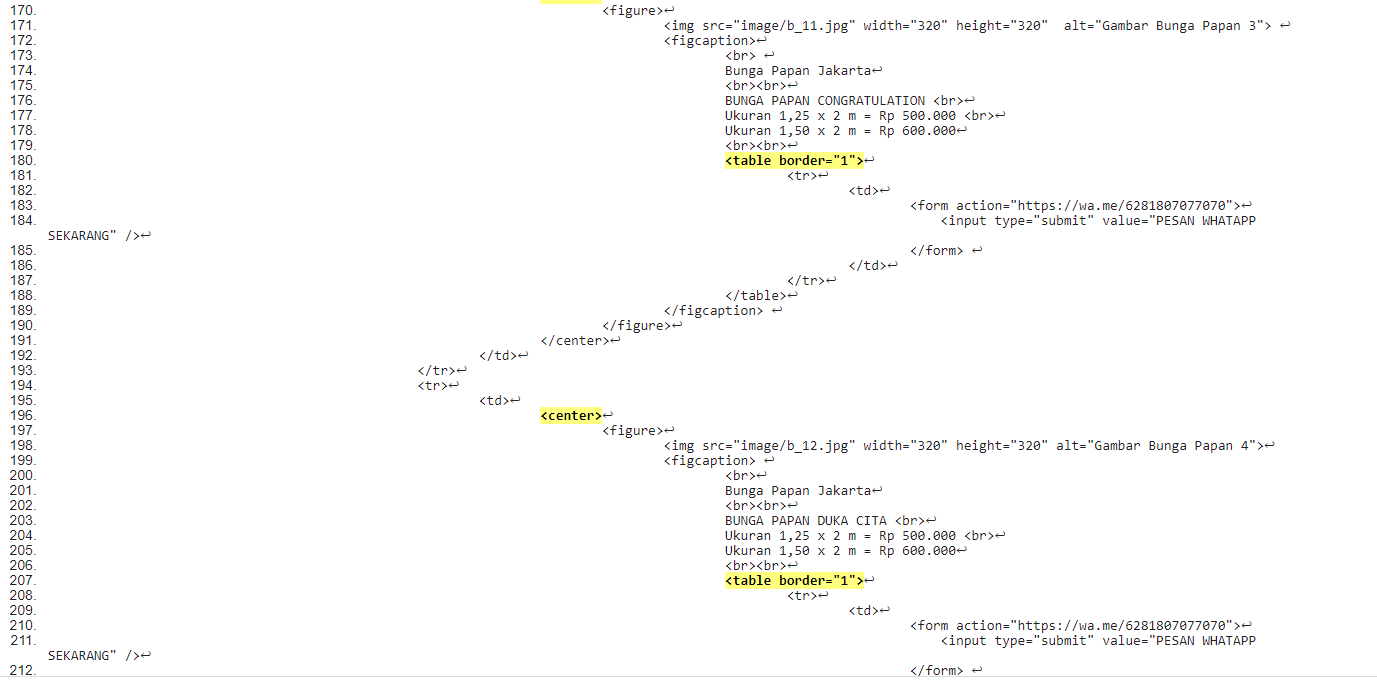 170. <figure>↩
171. <img src="image/b_11.jpg" width="320" height="320"  alt="Gambar Bunga Papan 3"> ↩
172. <figcaption>↩
173. <br> ↩
174. Bunga Papan Jakarta↩
175. <br><br>↩
176. BUNGA PAPAN CONGRATULATION <br>↩
177. Ukuran 1,25 x 2 m = Rp 500.000 <br>↩
178. Ukuran 1,50 x 2 m = Rp 600.000↩
179. <br><br>↩
180. <table border="1">↩
181. <tr>↩
182. <td>↩
183. <form action="https://wa.me/6281807077070">↩
184. <input type="submit" value="PESAN WHATAPP
SEKARANG" />↩
185. </form> ↩
186. </td>↩
187. </tr>↩
188. </table>↩
189. </figcaption> ↩
190. </figure>↩
191. </center>↩
192. </td>↩
193. </tr>↩
194. <tr>↩
195. <td>↩
196. <center>↩
197. <figure>↩
198. <img src="image/b_12.jpg" width="320" height="320" alt="Gambar Bunga Papan 4">↩
199. <figcaption> ↩
200. <br>↩
201. Bunga Papan Jakarta↩
202. <br><br>↩
203. BUNGA PAPAN DUKA CITA <br>↩
204. Ukuran 1,25 x 2 m = Rp 500.000 <br>↩
205. Ukuran 1,50 x 2 m = Rp 600.000↩
206. <br><br>↩
207. <table border="1">↩
208. <tr>↩
209. <td>↩
210. <form action="https://wa.me/6281807077070">↩
211. <input type="submit" value="PESAN WHATAPP
SEKARANG" />↩
212. </form> ↩